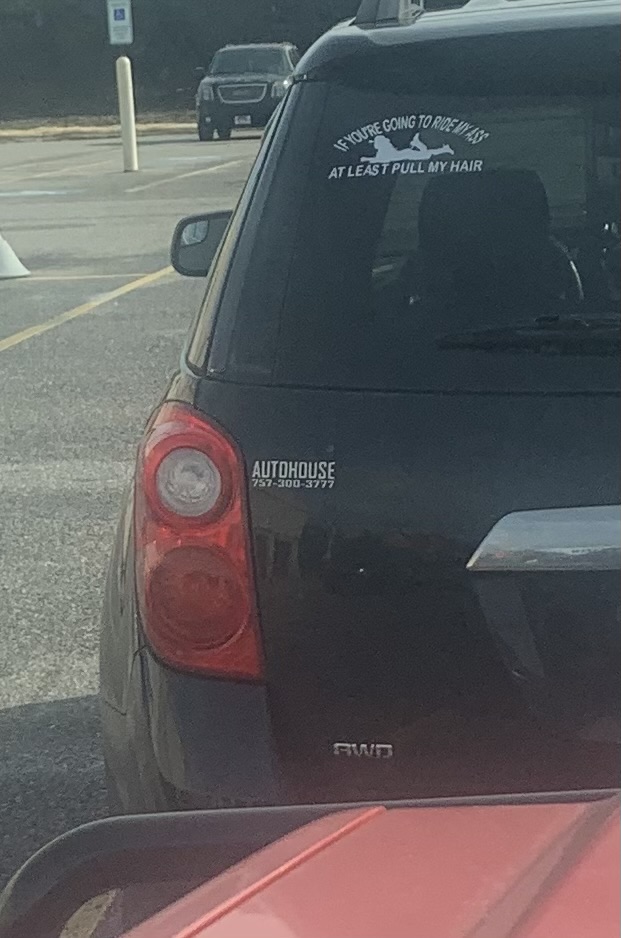 IF YOU'RE GOING TO RIDE MY ASS
AT LEAST PULL MY HAIR
AUTOHOUSE
757-300-3777
AWD